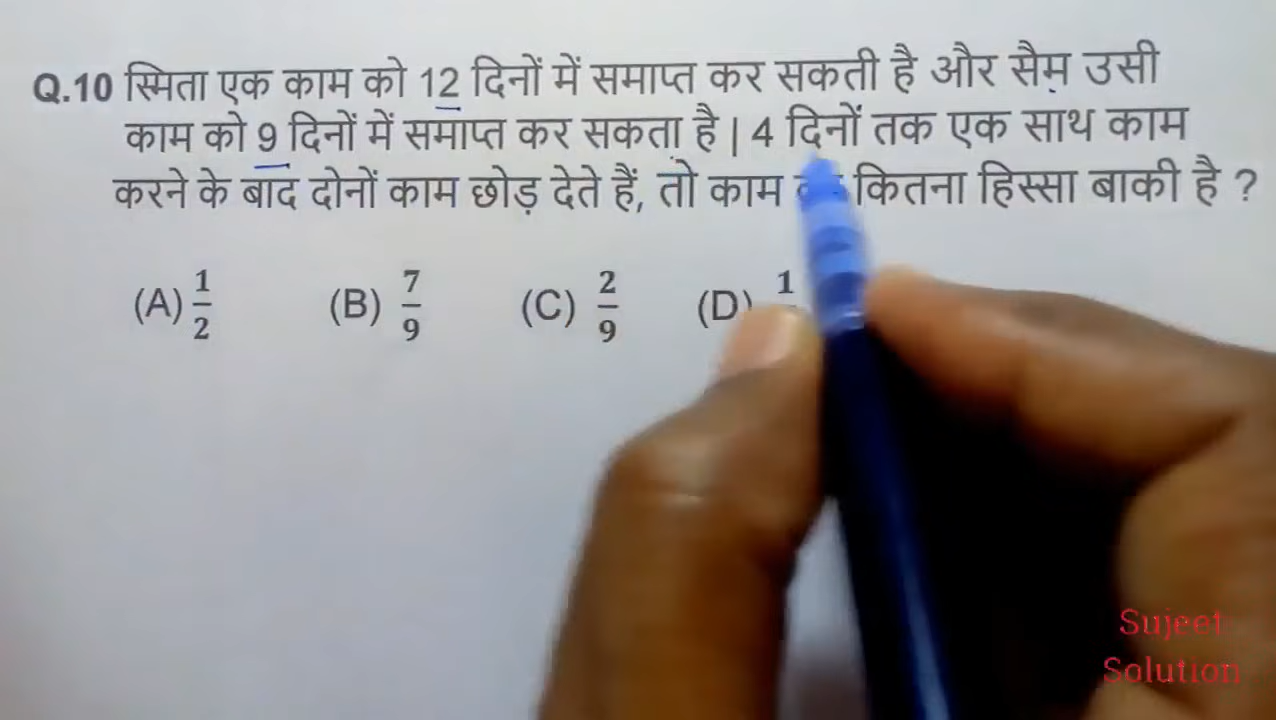 Q.10 स्मिता एक काम को 12 दिनों में समाप्त कर सकती है और सैम उसी
काम को 9 दिनों में समाप्त कर सकता है | 4 दिनों तक एक साथ काम
करने के बाद दोनों काम छोड़ देते हैं, तो काम कितना हिस्सा बाकी है ?
(A) 1/2 (B) 7/9 (C) 2/9 (D) 1
Sujeet
Solution